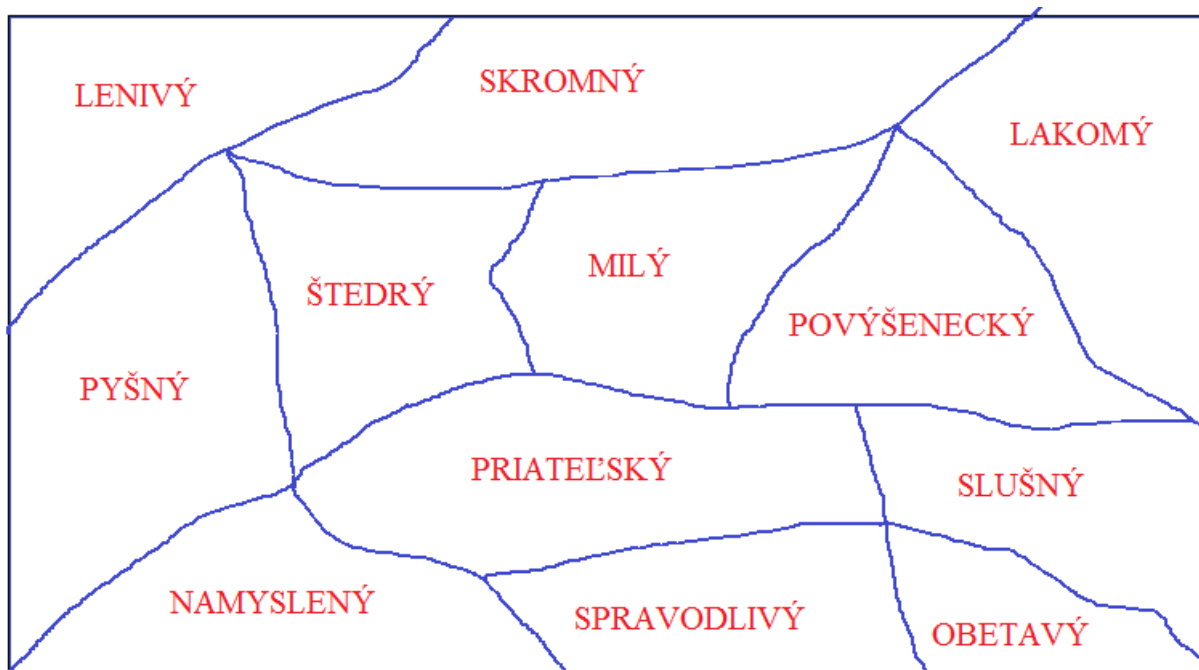 LENIVÝ
SKROMNÝ
LAKOMÝ
ŠTEDRÝ
MILÝ
POVÝŠENECKÝ
PYŠNÝ
PRIATEĽSKÝ
SLUŠNÝ
NAMYSLENÝ
SPRAVODLIVÝ
OBETAVÝ